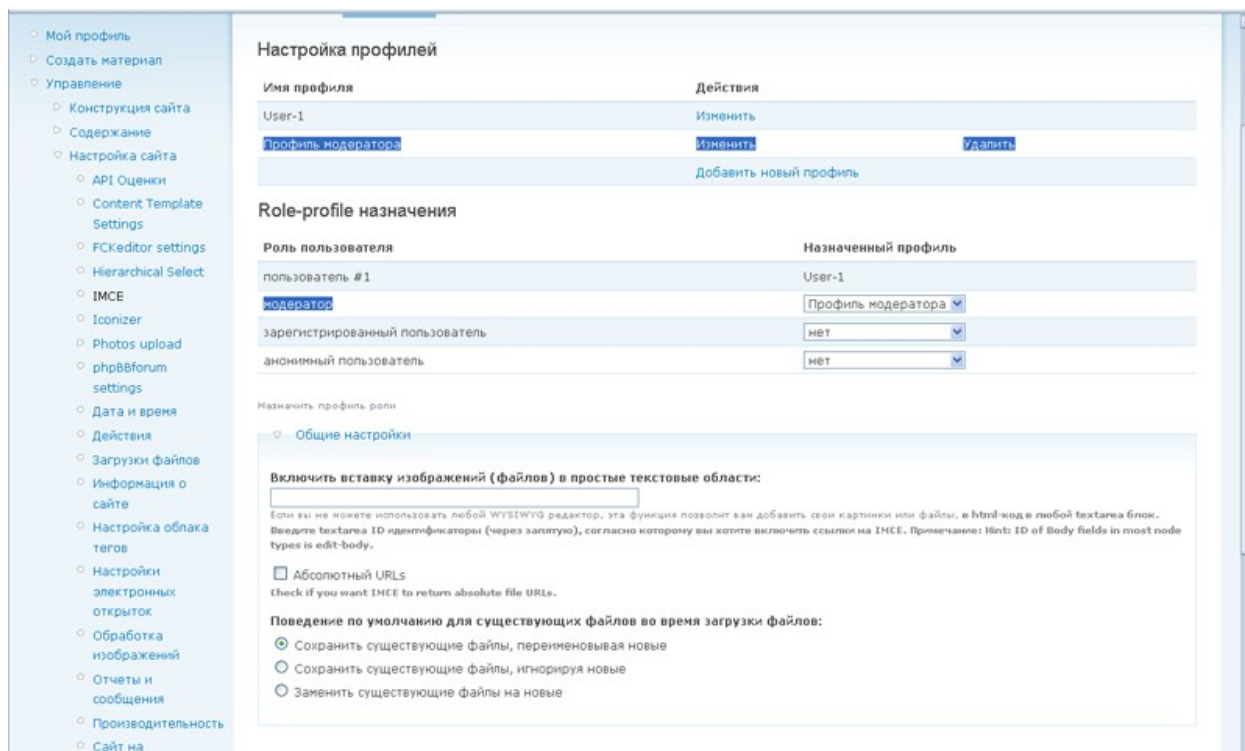 Мой профиль
Создать материал
Управление
Конструкция сайта
Содержание
Настройка сайта
API Оценки
Content Template
Settings
FCKeditor settings
Hierarchical Select
IMCE
Iconizer
Photos upload
phpBBforum
settings
Дата и время
Действия
Загрузки файлов
Информация о
сайте
Настройка облака
тегов
Настройки
электронных
открыток
Обработка
изображений
Отчеты и
сообщения
Производительность
Сайт на
Настройка профилей
Имя профиля Действия
User-1 Изменить
Профиль модератора Изменить Удалить
Добавить новый профиль
Role-profile назначения
Роль пользователя Назначенный профиль
пользователь #1 User-1
модератор Профиль модератора
зарегистрированный пользователь нет
анонимный пользователь нет
Назначить профиль роли
Общие настройки
Включить вставку изображений (файлов) в простые текстовые области:
Если вы не можете использовать любой WYSIWYG редактор, эта функция позволит вам добавить свои картинки или файлы, в html-код в любой textarea блок.
Введите textarea ID идентификаторы (через запятую), согласно которому вы хотите включить ссылки на IMCE. Примечание: Hint: ID of Body fields in most node
types is edit-body.
Абсолютный URLs
Check if you want IMCE to return absolute file URLs.
Поведение по умолчанию для существующих файлов во время загрузки файлов:
Сохранить существующие файлы, переименовывая новые
Сохранить существующие файлы, игнорируя новые
Заменить существующие файлы на новые